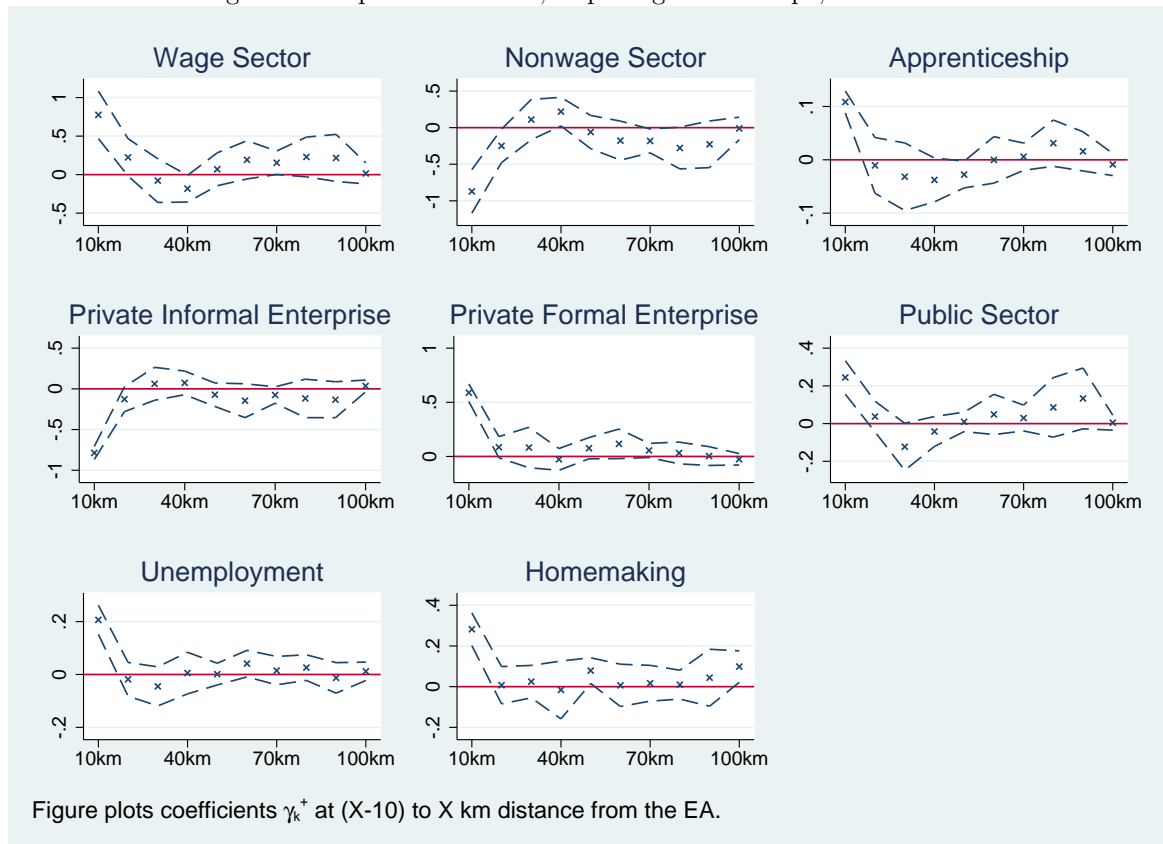 Wage Sector
Nonwage Sector
Apprenticeship
1
.5
0
-.5
10km 40km 70km 100km
.5
0
-.5
-1
10km 40km 70km 100km
.1
0
-.1
10km 40km 70km 100km
Private Informal Enterprise
Private Formal Enterprise
Public Sector
.5
0
-.5
-1
10km 40km 70km 100km
1
.5
0
10km 40km 70km 100km
.4
.2
0
-.2
10km 40km 70km 100km
Unemployment
Homemaking
.2
0
-.2
10km 40km 70km 100km
.4
.2
0
-.2
10km 40km 70km 100km
Figure plots coefficients γₖ⁺ at (X-10) to X km distance from the EA.